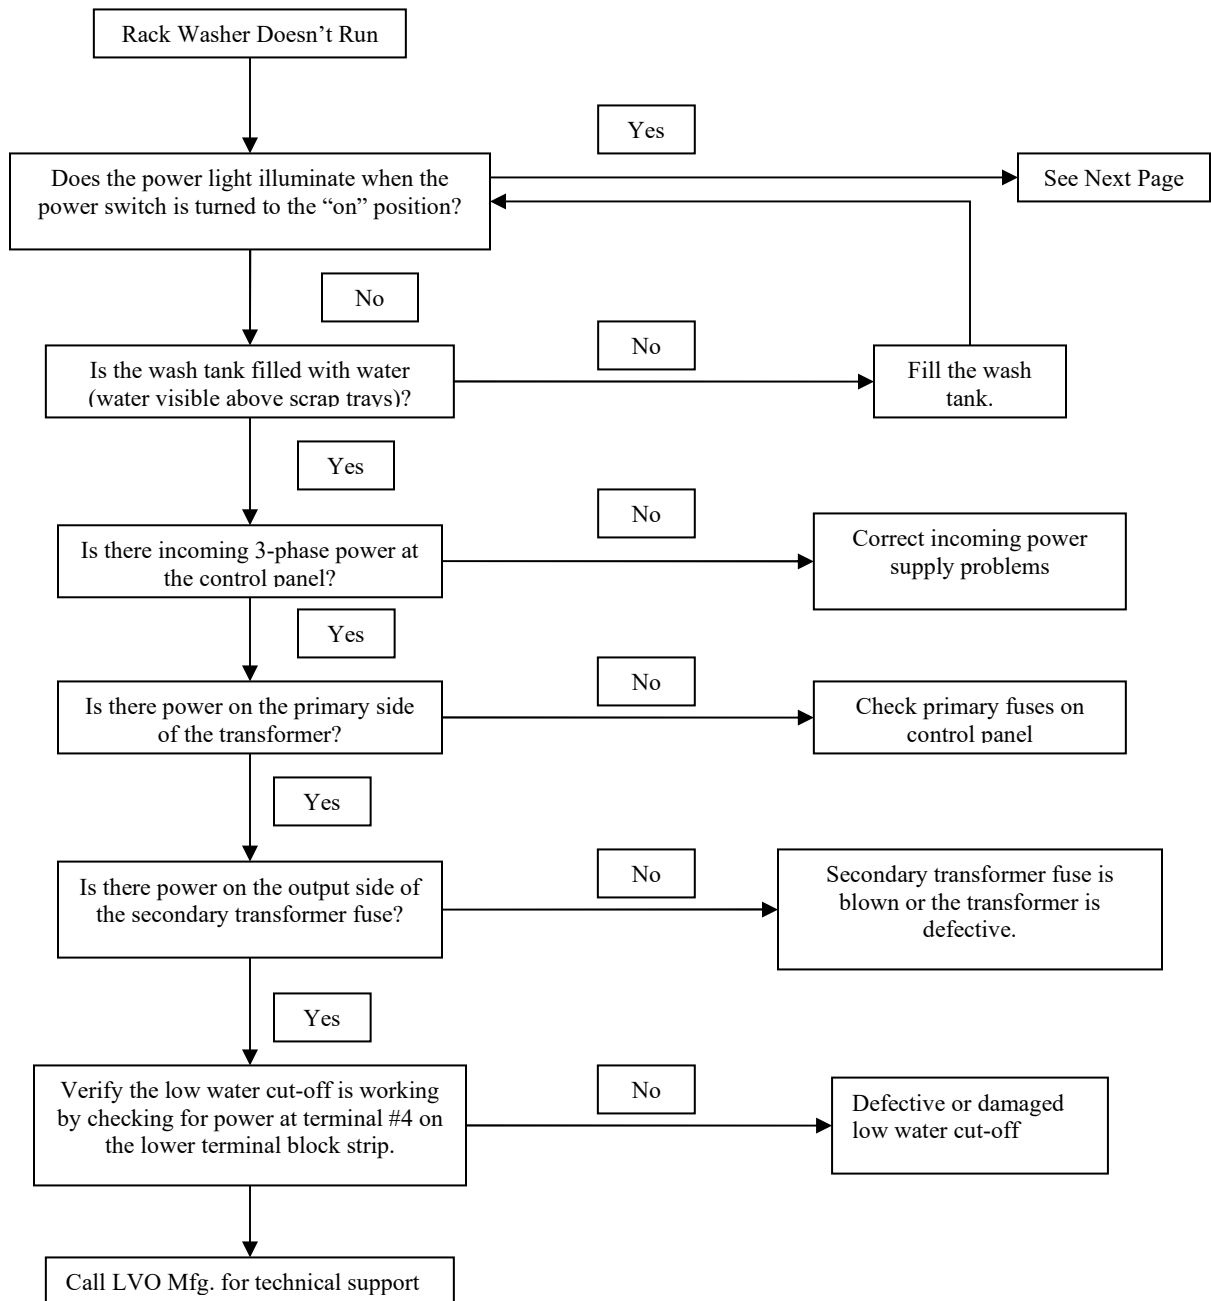 Rack Washer Doesn’t Run
Yes
Does the power light illuminate when the
power switch is turned to the “on” position?
See Next Page
No
Is the wash tank filled with water
(water visible above scrap trays)?
No
Fill the wash
tank.
Yes
Is there incoming 3-phase power at
the control panel?
No
Correct incoming power
supply problems
Yes
Is there power on the primary side
of the transformer?
No
Check primary fuses on
control panel
Yes
Is there power on the output side of
the secondary transformer fuse?
No
Secondary transformer fuse is
blown or the transformer is
defective.
Yes
Verify the low water cut-off is working
by checking for power at terminal #4 on
the lower terminal block strip.
No
Defective or damaged
low water cut-off
Call LVO Mfg. for technical support